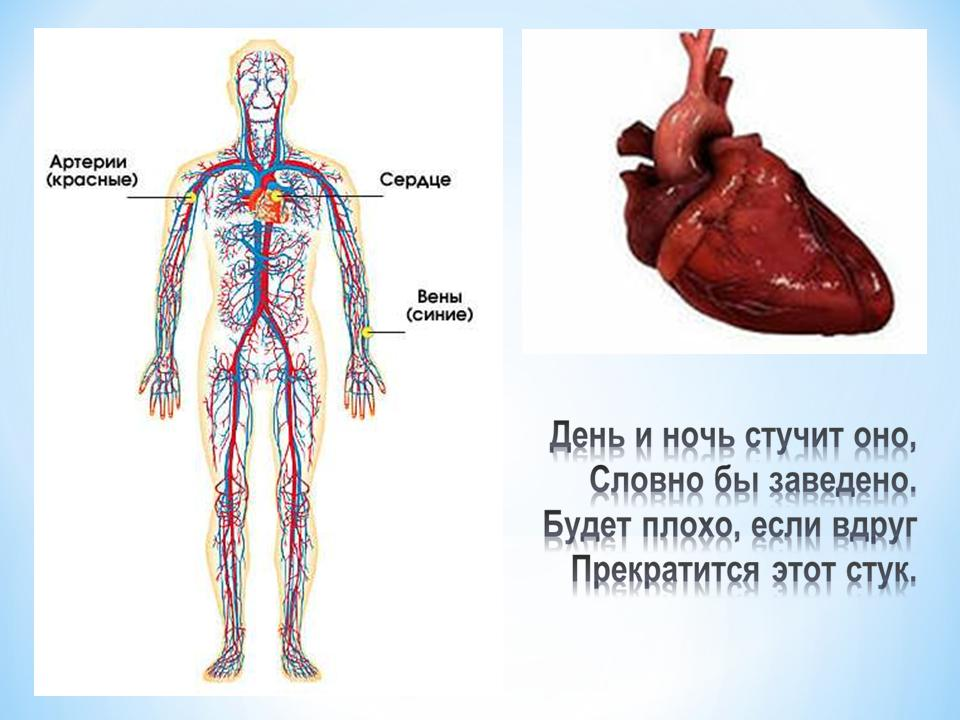 Артерии
(красные)
Сердце
Вены
(синие)
День и ночь стучит оно,
Словно бы заведено.
Будет плохо, если вдруг
Прекратится этот стук.